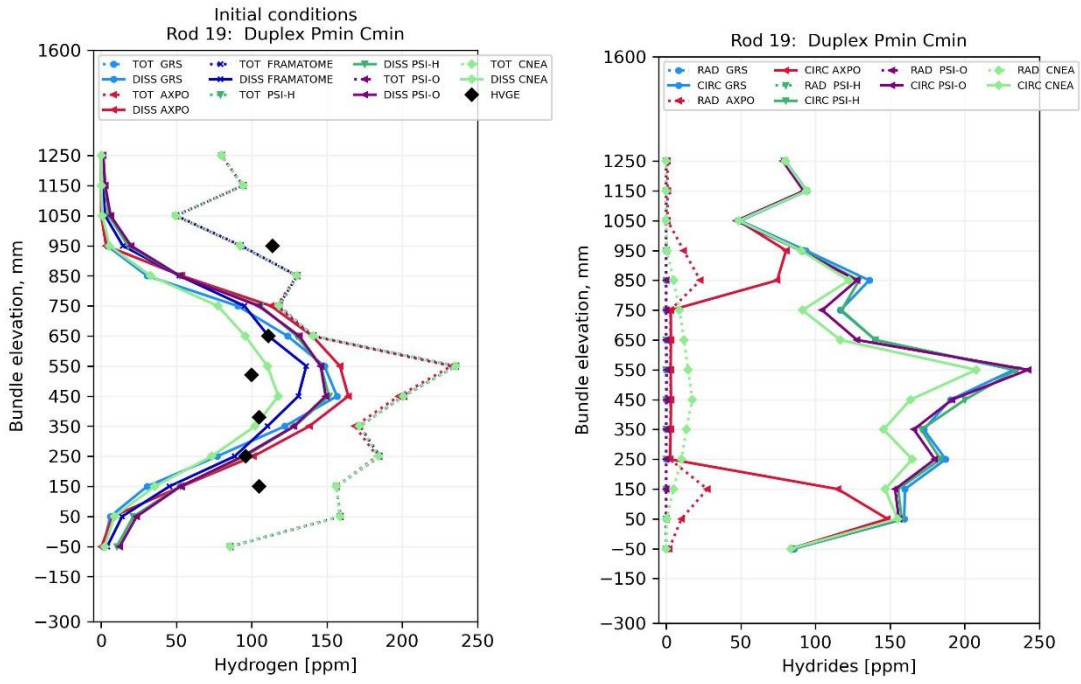 Initial conditions
Rod 19: Duplex Pmin Cmin
TOT GRS
DISS GRS
TOT AXPO
DISS AXPO
TOT FRAMATOME
DISS FRAMATOME
TOT PSI-H
DISS PSI-H
TOT PSI-O
DISS PSI-O
TOT CNEA
DISS CNEA
HVGE
Bundle elevation, mm
1600
1250
1150
1050
950
850
750
650
550
450
350
250
150
50
−50
−150
−300
0 50 100 150 200 250
Hydrogen [ppm]
Rod 19: Duplex Pmin Cmin
RAD GRS
CIRC GRS
RAD AXPO
CIRC AXPO
RAD PSI-H
CIRC PSI-H
RAD PSI-O
CIRC PSI-O
RAD CNEA
CIRC CNEA
Bundle elevation, mm
1600
1250
1150
1050
950
850
750
650
550
450
350
250
150
50
−50
−150
−300
0 50 100 150 200 250
Hydrides [ppm]